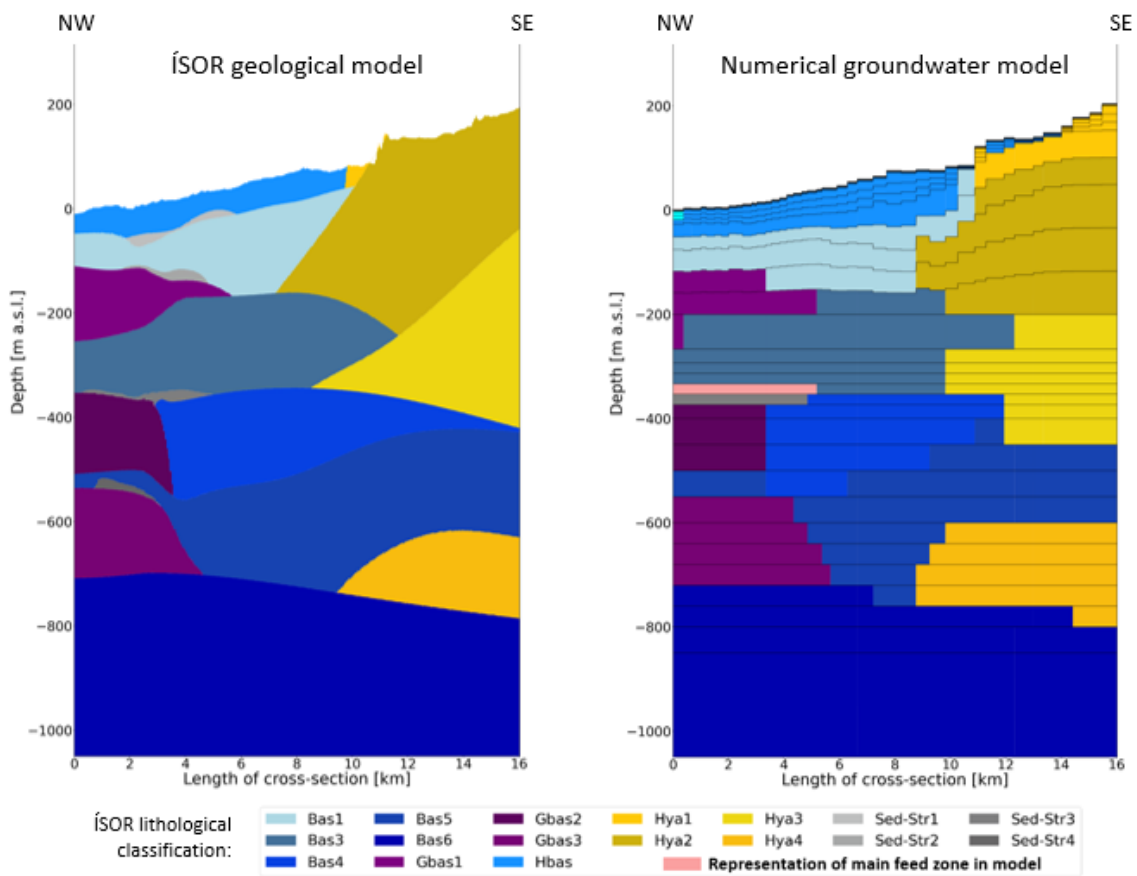 NW
SE
NW
SE
ÍSOR geological model
Numerical groundwater model
200
0
−200
−400
−600
−800
−1000
Depth [m a.s.l.]
0 2 4 6 8 10 12 14 16
Length of cross-section [km]
200
0
−200
−400
−600
−800
−1000
Depth [m a.s.l.]
0 2 4 6 8 10 12 14 16
Length of cross-section [km]
ÍSOR lithological
classification:
Bas1 Bas5 Gbas2 Hya1 Hya3 Sed-Str1 Sed-Str3
Bas3 Bas6 Gbas3 Hya2 Hya4 Sed-Str2 Sed-Str4
Bas4 Gbas1 Hbas Representation of main feed zone in model